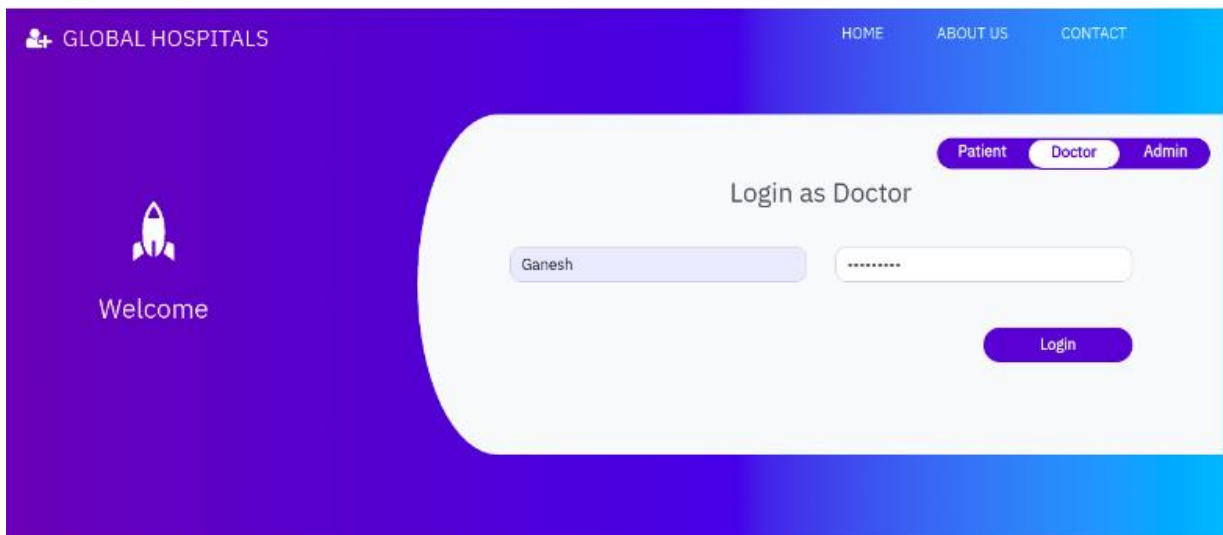 GLOBAL HOSPITALS
HOME ABOUT US CONTACT
Patient Doctor Admin
Login as Doctor
Ganesh ---------
Login
Welcome